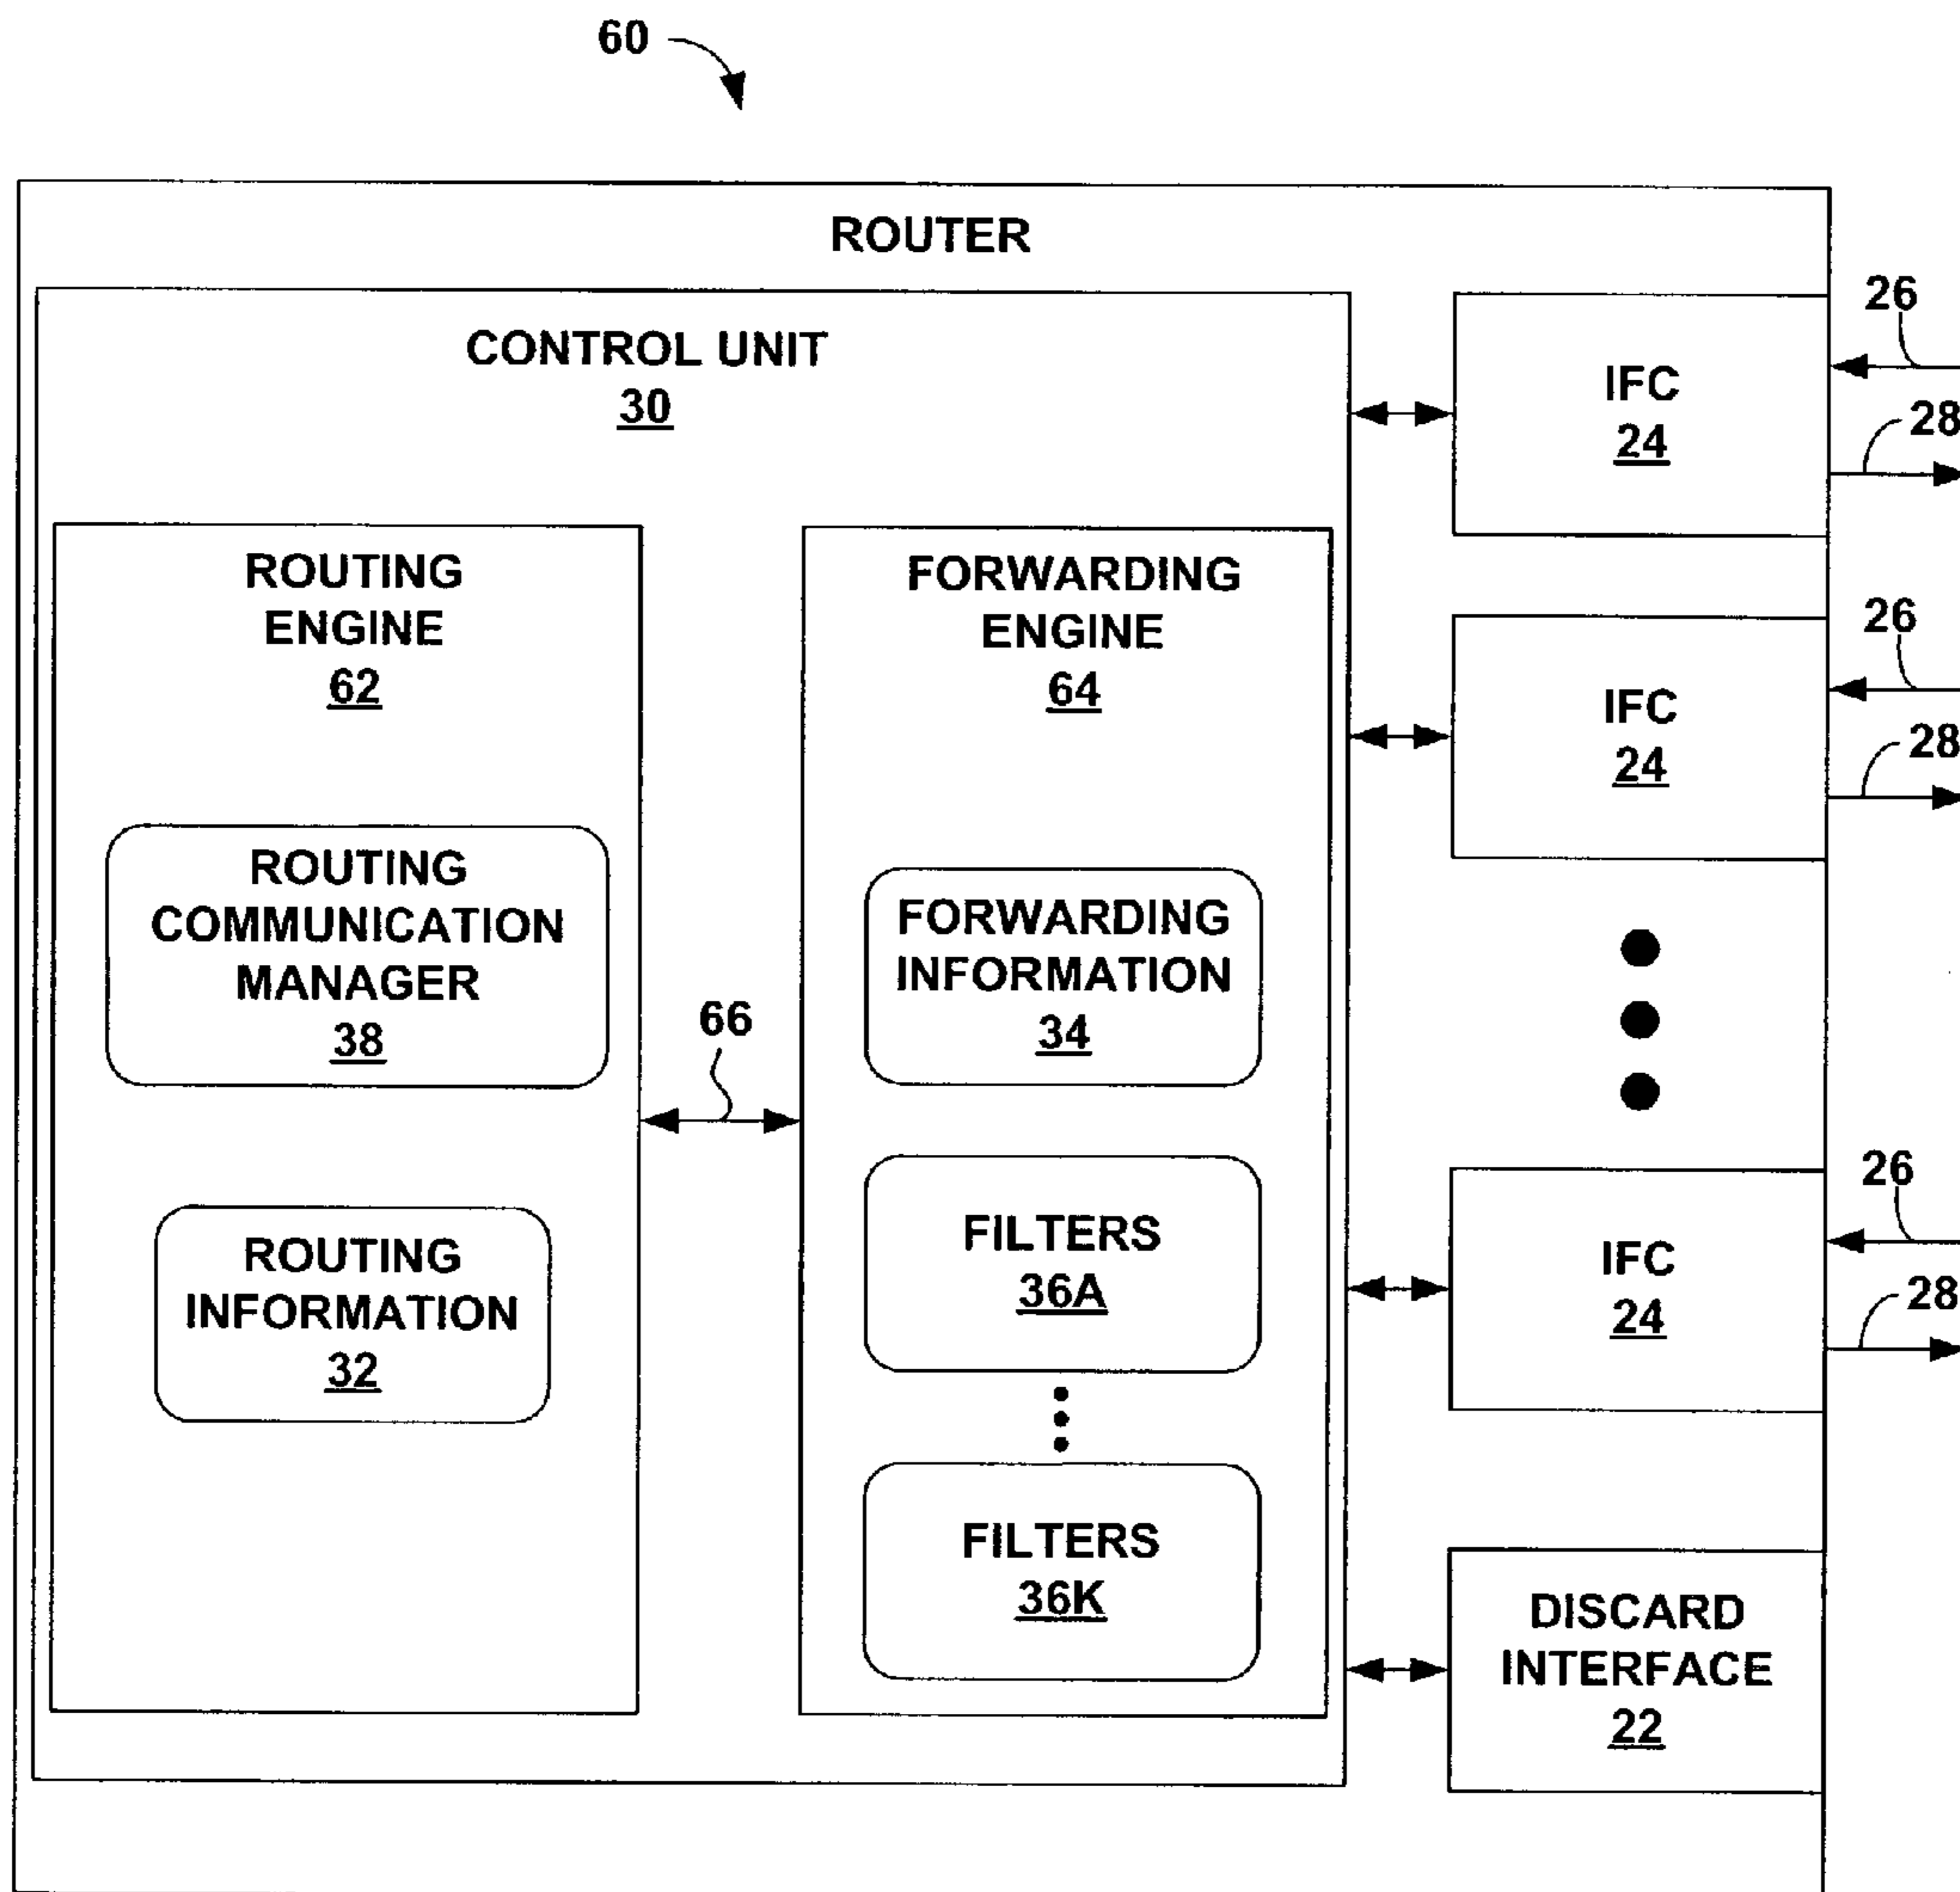 60
ROUTER
CONTROL UNIT
30
ROUTING
ENGINE
62
ROUTING
COMMUNICATION
MANAGER
38
ROUTING
INFORMATION
32
66
FORWARDING
ENGINE
64
FORWARDING
INFORMATION
34
FILTERS
36A
FILTERS
36K
IFC
24
26
28
IFC
24
26
28
IFC
24
26
28
DISCARD
INTERFACE
22